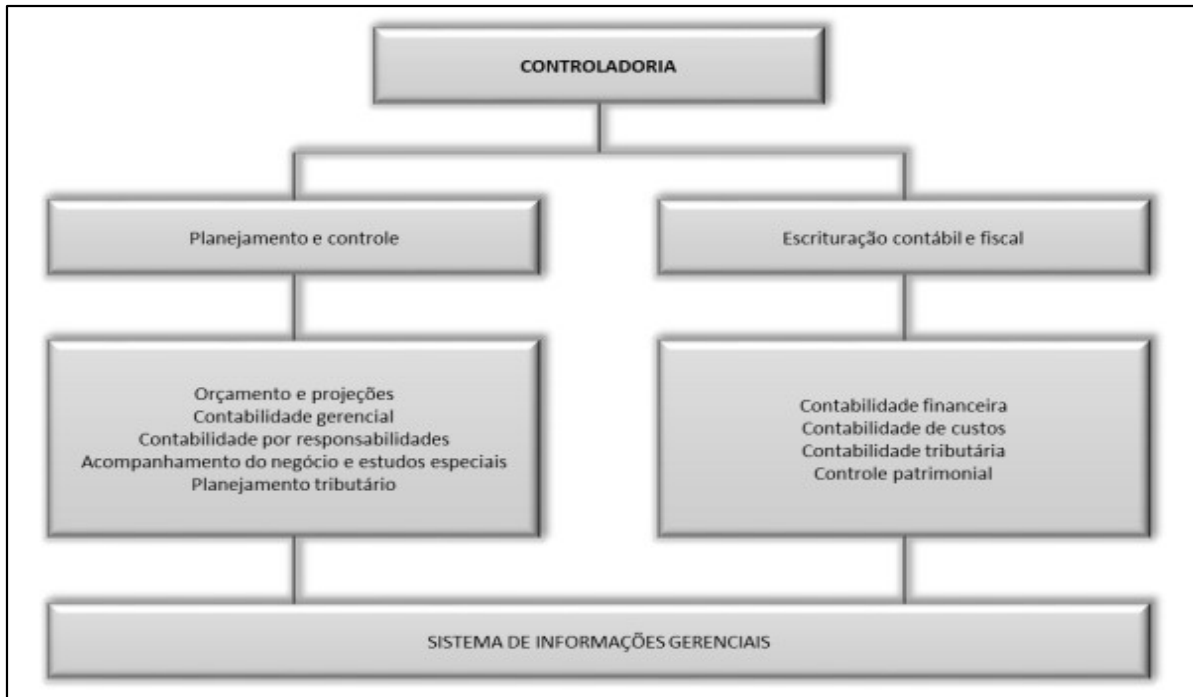 CONTROLADORIA
Planejamento e controle
Escrituração contábil e fiscal
Orçamento e projeções
Contabilidade gerencial
Contabilidade por responsabilidades
Acompanhamento do negócio e estudos especiais
Planejamento tributário
Contabilidade financeira
Contabilidade de custos
Contabilidade tributária
Controle patrimonial
SISTEMA DE INFORMAÇÕES GERENCIAIS